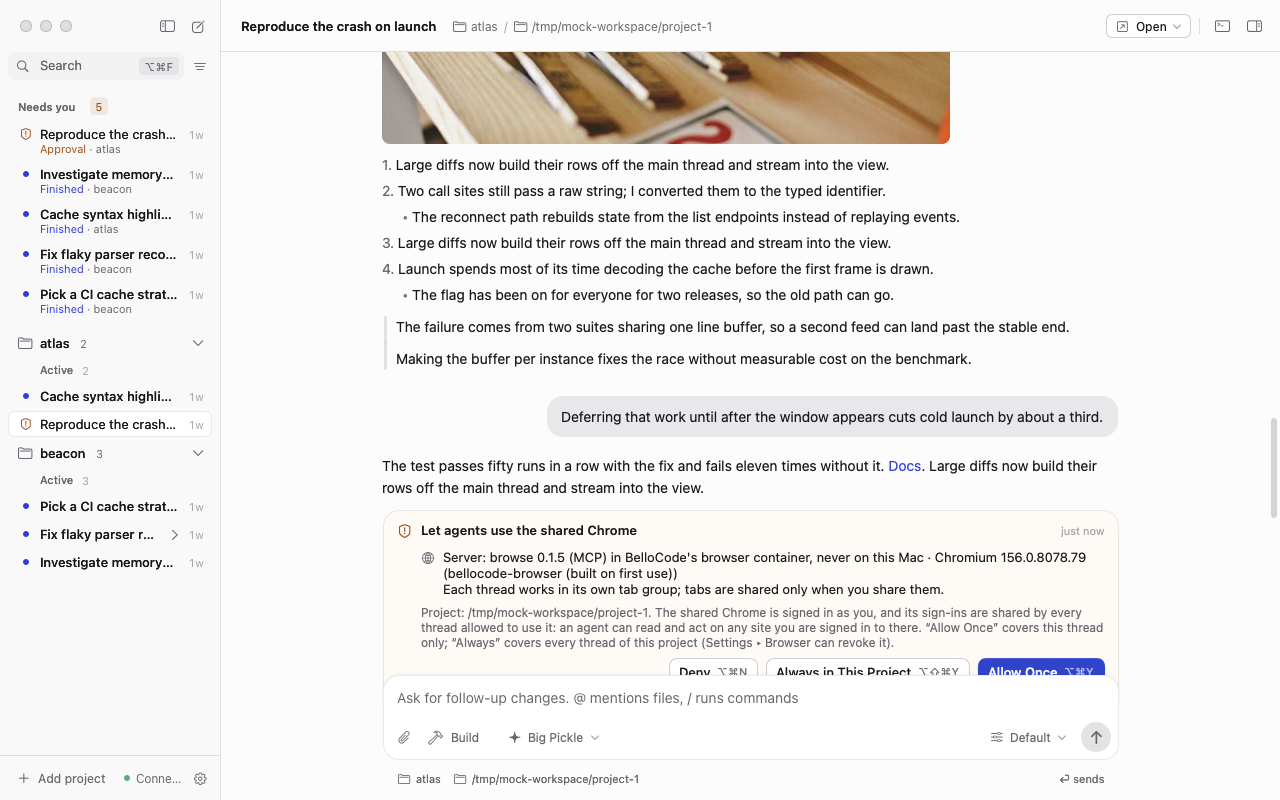 Reproduce the crash on launch
atlas / /tmp/mock-workspace/project-1
Open
Search ⌥⌘F
Needs you 5
Reproduce the crash... 1w
Approval · atlas
Investigate memory... 1w
Finished · beacon
Cache syntax highli... 1w
Finished · atlas
Fix flaky parser reco... 1w
Finished · beacon
Pick a CI cache strat... 1w
Finished · beacon
atlas 2
Active 2
Cache syntax highli... 1w
Reproduce the crash... 1w
beacon 3
Active 3
Pick a CI cache strat... 1w
Fix flaky parser r... 1w
Investigate memory... 1w
Add project
Conne...
2
1. Large diffs now build their rows off the main thread and stream into the view.
2. Two call sites still pass a raw string; I converted them to the typed identifier.
• The reconnect path rebuilds state from the list endpoints instead of replaying events.
3. Large diffs now build their rows off the main thread and stream into the view.
4. Launch spends most of its time decoding the cache before the first frame is drawn.
• The flag has been on for everyone for two releases, so the old path can go.
The failure comes from two suites sharing one line buffer, so a second feed can land past the stable end.
Making the buffer per instance fixes the race without measurable cost on the benchmark.
Deferring that work until after the window appears cuts cold launch by about a third.
The test passes fifty runs in a row with the fix and fails eleven times without it. Docs. Large diffs now build their
rows off the main thread and stream into the view.
Let agents use the shared Chrome just now
Server: browse 0.1.5 (MCP) in BelloCode's browser container, never on this Mac · Chromium 156.0.8078.79
(bellocode-browser (built on first use))
Each thread works in its own tab group; tabs are shared only when you share them.
Project: /tmp/mock-workspace/project-1. The shared Chrome is signed in as you, and its sign-ins are shared by every
thread allowed to use it: an agent can read and act on any site you are signed in to there. “Allow Once” covers this thread
only; “Always” covers every thread of this project (Settings ▸ Browser can revoke it).
Deny ⌥⌘N Always in This Project ⌥⇧⌘Y Allow Once ⌥⌘Y
Ask for follow-up changes. @ mentions files, / runs commands
Build Big Pickle Default
atlas /tmp/mock-workspace/project-1 ⏎ sends